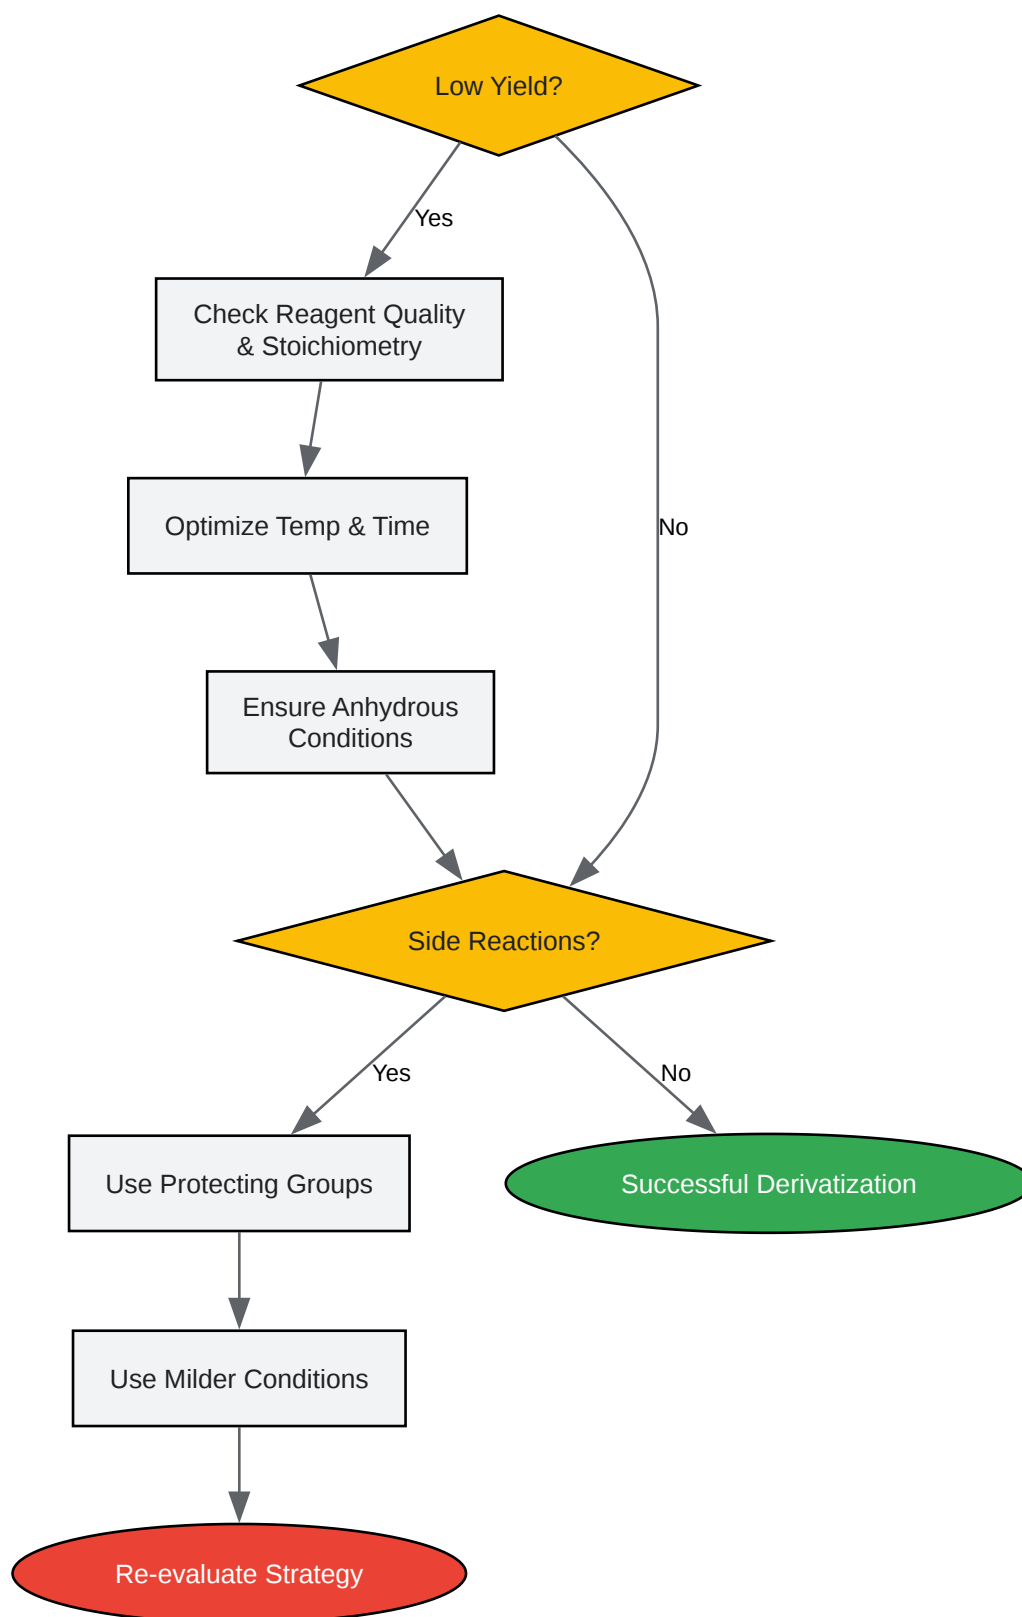 Low Yield?
Yes
Check Reagent Quality
& Stoichiometry
Optimize Temp & Time
No
Ensure Anhydrous
Conditions
Side Reactions?
Yes
No
Use Protecting Groups
Successful Derivatization
Use Milder Conditions
Re-evaluate Strategy